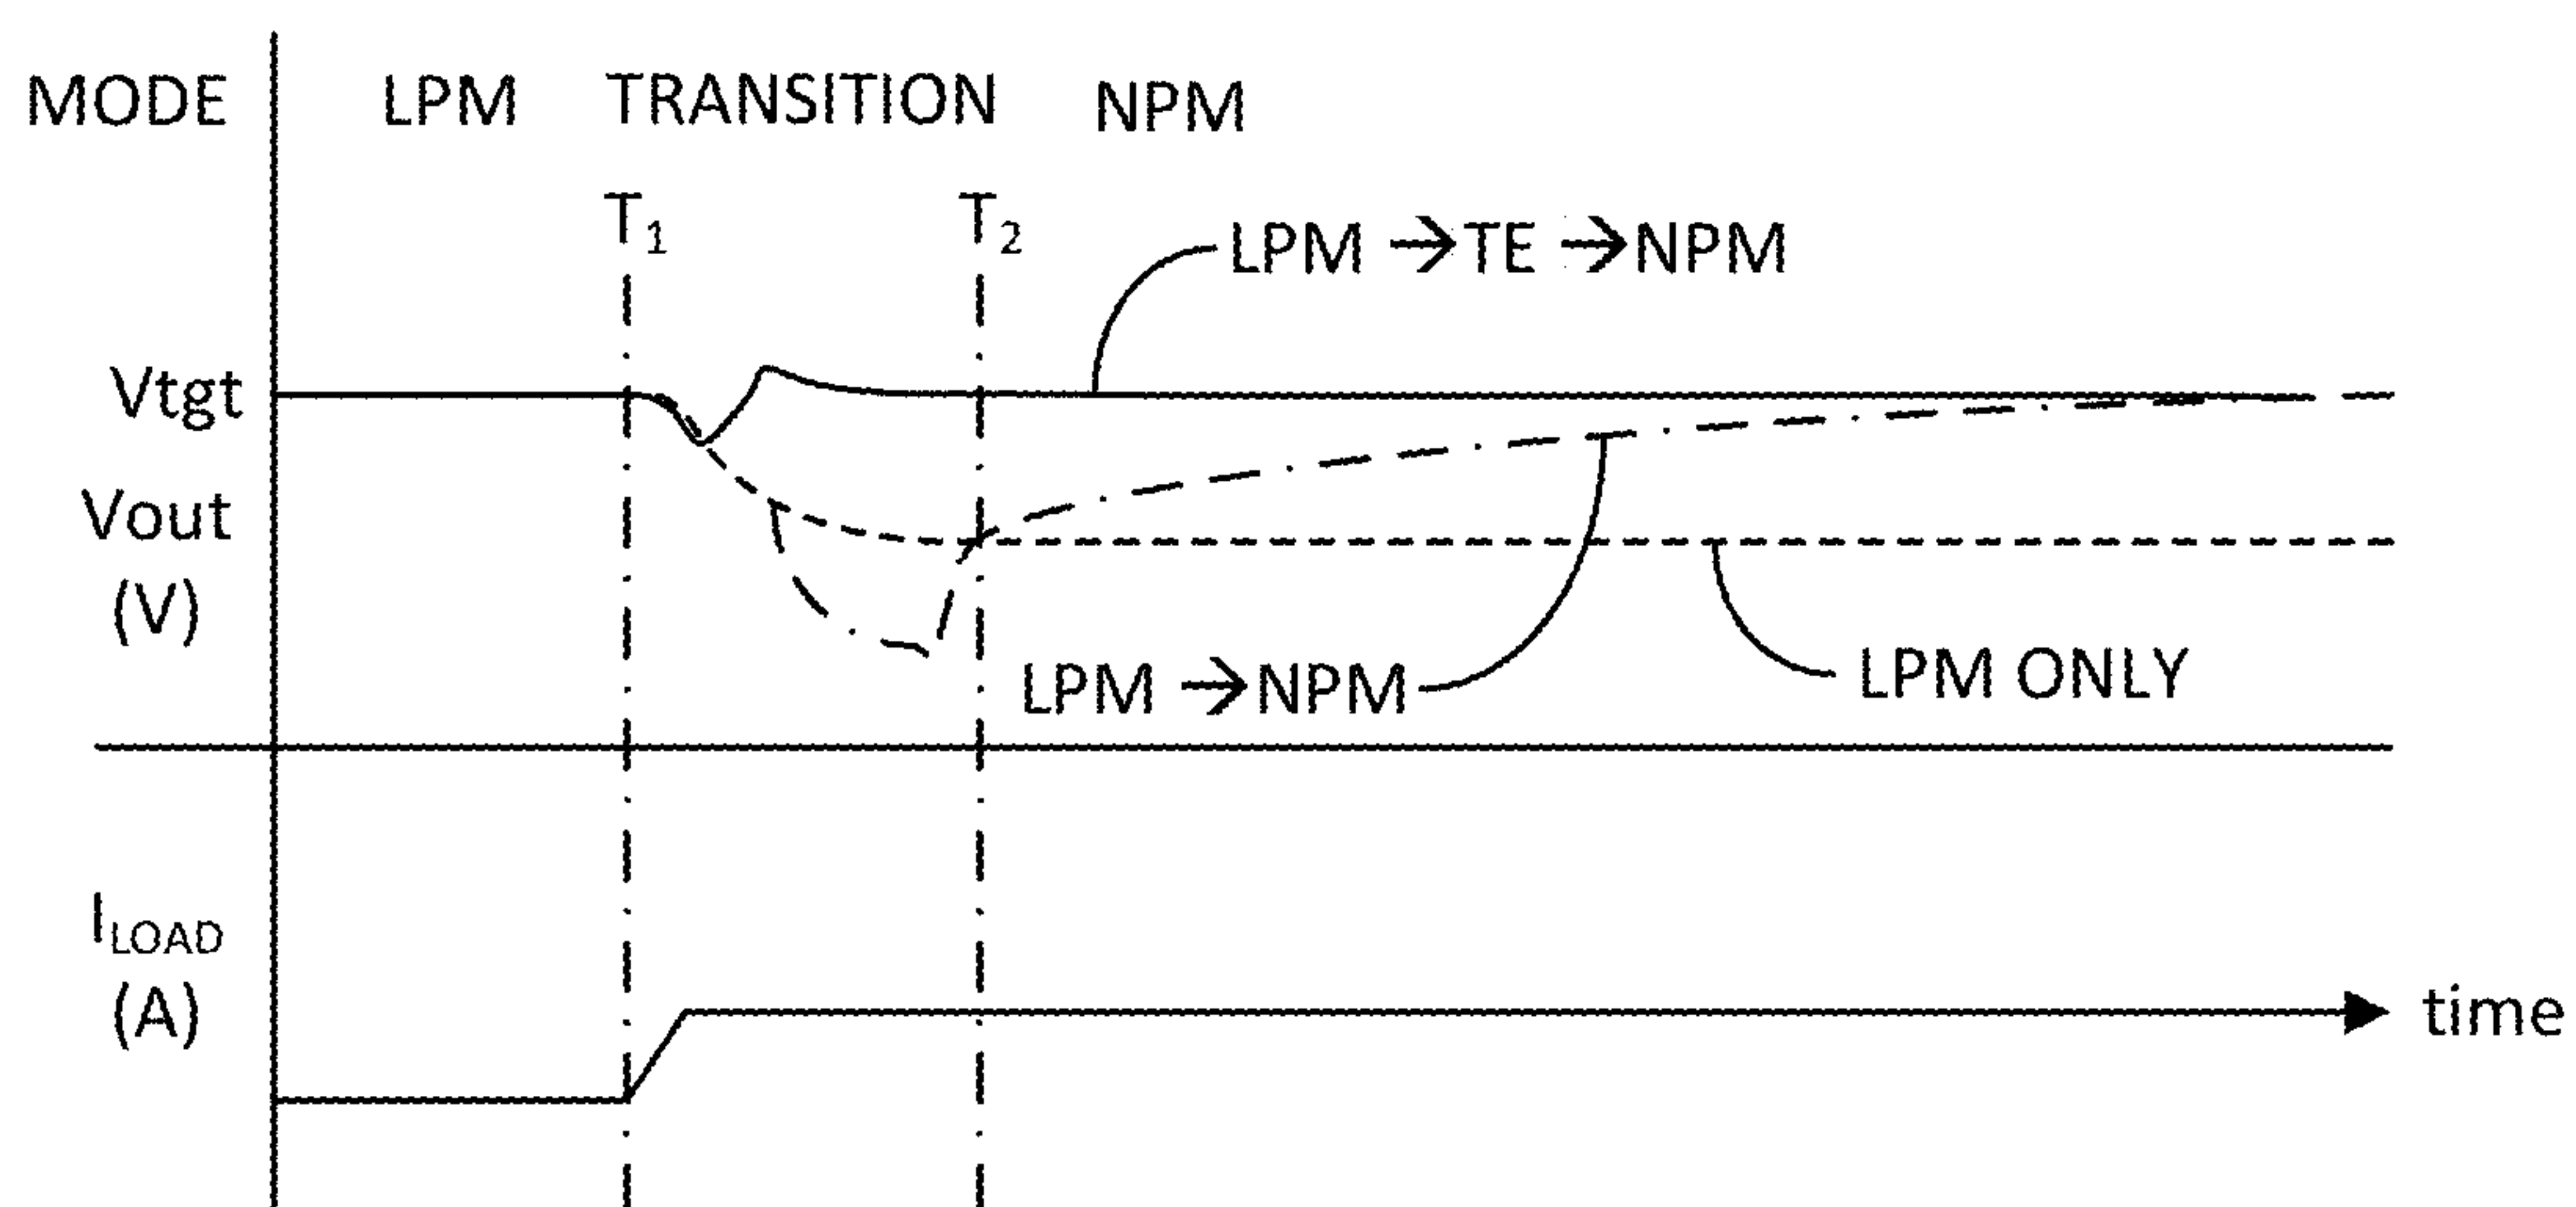 MODE LPM TRANSITION NPM
T1 T2
LPM →TE →NPM
Vtgt
Vout
(V)
LPM →NPM
LPM ONLY
ILOAD
(A)
time